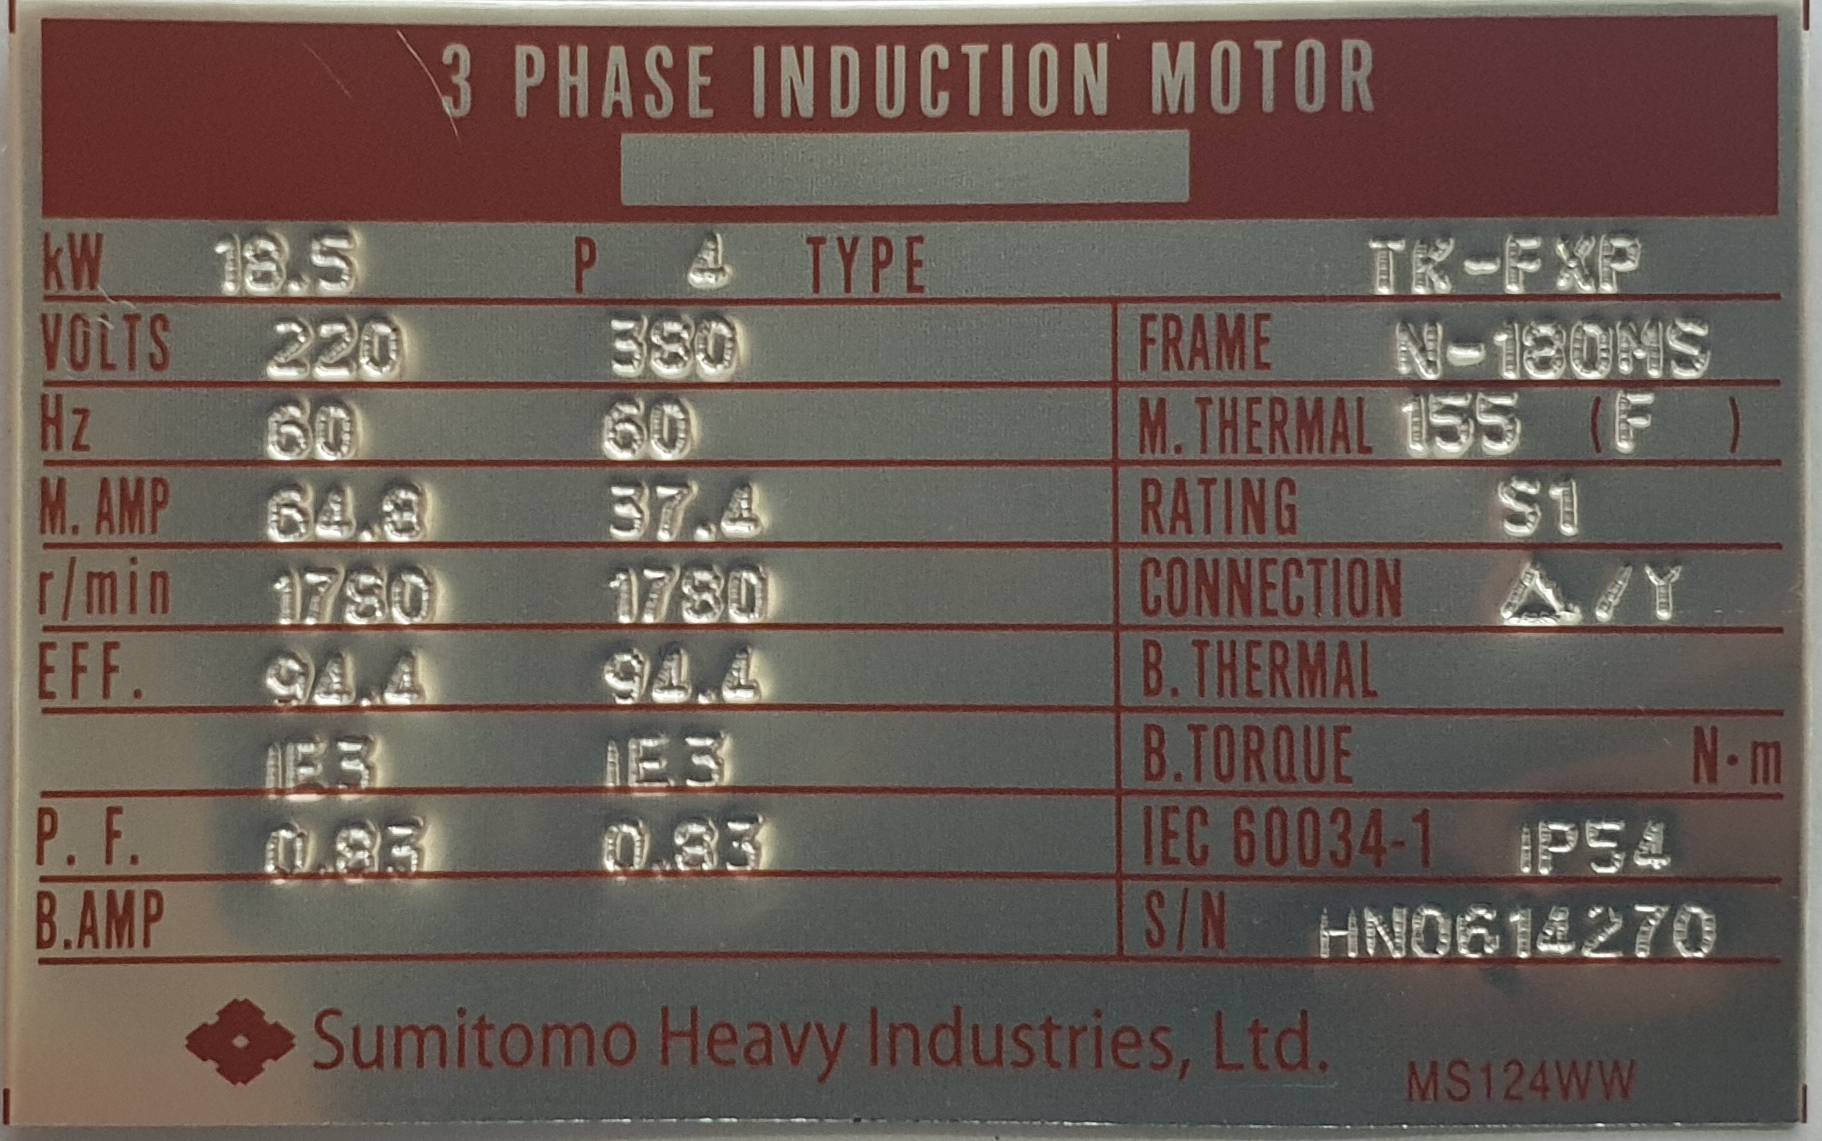 3 PHASE INDUCTION MOTOR
kW 18.5 P 4 TYPE TK-FXP
VOLTS 220 380 FRAME N-180MS
Hz 60 60 M. THERMAL 155 (F )
M. AMP 64.8 37.4 RATING S1
r/min 1780 1780 CONNECTION Δ/Y
EFF. 94.4 94.4 B. THERMAL
IE3 IE3 B.TORQUE N·m
P. F. 0.83 0.83 IEC 60034-1 IP54
B.AMP S/N HN0614270
Sumitomo Heavy Industries, Ltd. MS124WW